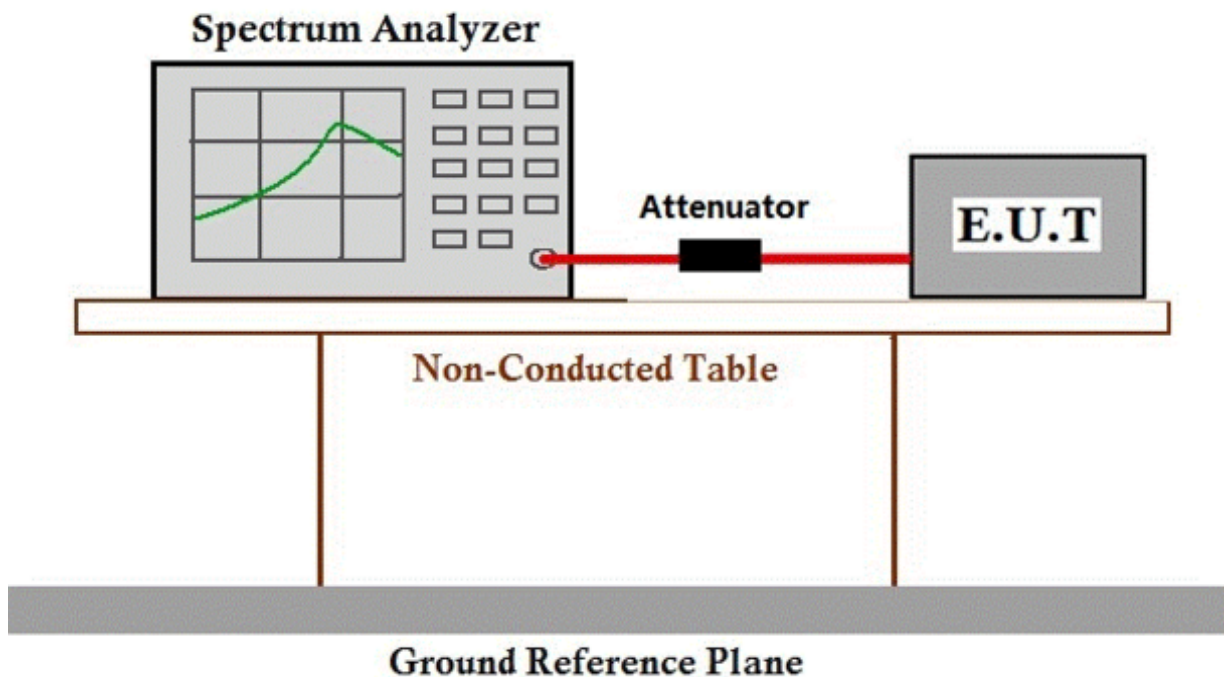 Spectrum Analyzer
Attenuator
E.U.T
Non-Conducted Table
Ground Reference Plane